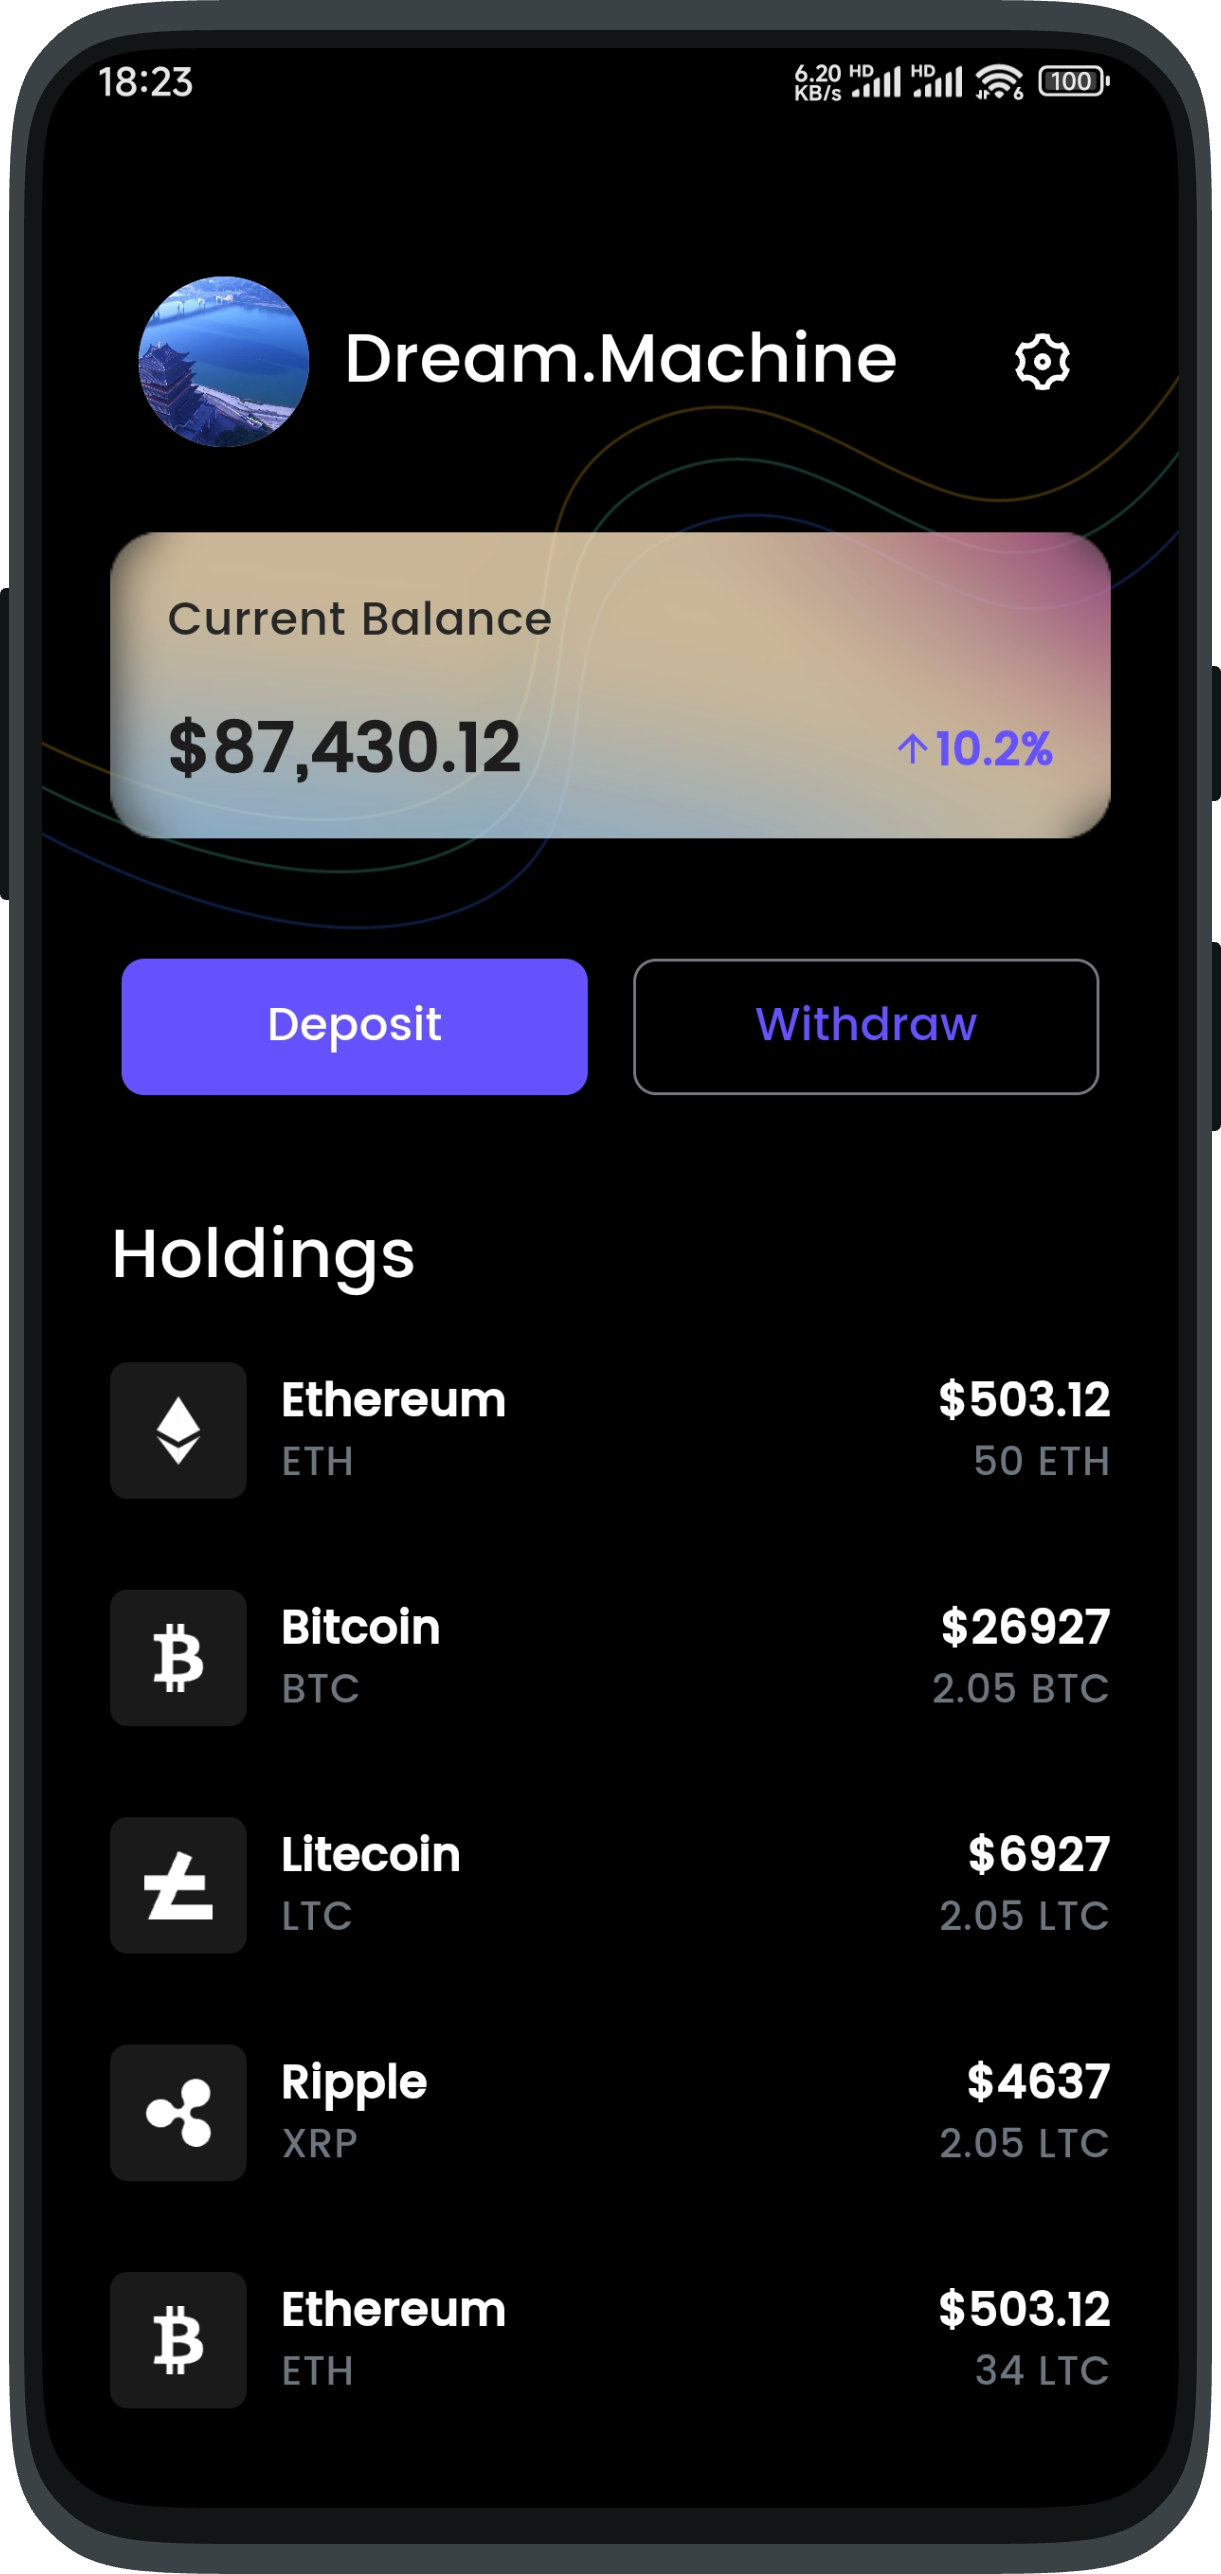 18:23
6.20 KB/s HD HD 6 100
Dream.Machine
Current Balance
$87,430.12
↑10.2%
Deposit
Withdraw
Holdings
Ethereum
$503.12
ETH
50 ETH
Bitcoin
$26927
BTC
2.05 BTC
Litecoin
$6927
LTC
2.05 LTC
Ripple
$4637
XRP
2.05 LTC
Ethereum
$503.12
ETH
34 LTC